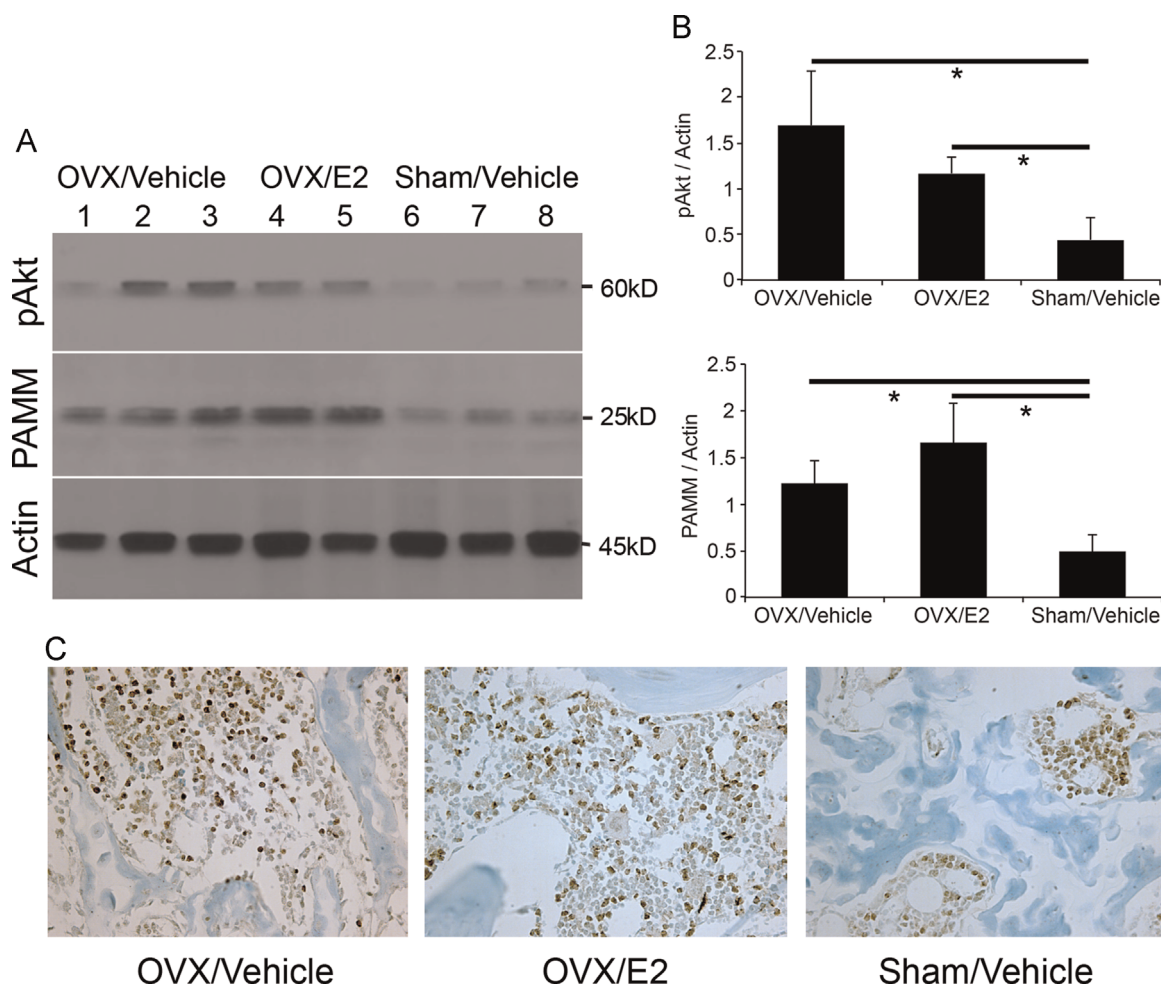 A
OVX/Vehicle OVX/E2 Sham/Vehicle
1 2 3 4 5 6 7 8
pAkt
60kD
PAMM
25kD
Actin
45kD
B
pAkt / Actin
2.5
2
1.5
1
0.5
0
*
*
OVX/Vehicle OVX/E2 Sham/Vehicle
PAMM / Actin
2.5
2
1.5
1
0.5
0
*
*
OVX/Vehicle OVX/E2 Sham/Vehicle
C
OVX/Vehicle OVX/E2 Sham/Vehicle